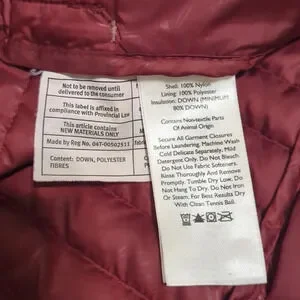 Not to be removed until
delivered to the consumer
This label is affixed in
compliance with Provincial Law
This article contains
NEW MATERIALS ONLY
Made by Reg No. 04T-00502511
Content: DOWN, POLYESTER
FIBRES
Shell: 100% Nylon
Lining: 100% Polyester
Insulation: DOWN (MINIMUM
80% DOWN)
Contains Non-textile Parts
Of Animal Origin
Secure All Garment Closures
Before Laundering. Machine Wash
Cold Delicate Separately. Mild
Detergent Only. Do Not Bleach
Do Not Use Fabric Softeners.
Rinse Thoroughly And Remove
Promptly. Tumble Dry Low. Do
Not Hang To Dry. Do Not Iron
Or Steam. For Best Results Dry
With Clean Tennis Ball.